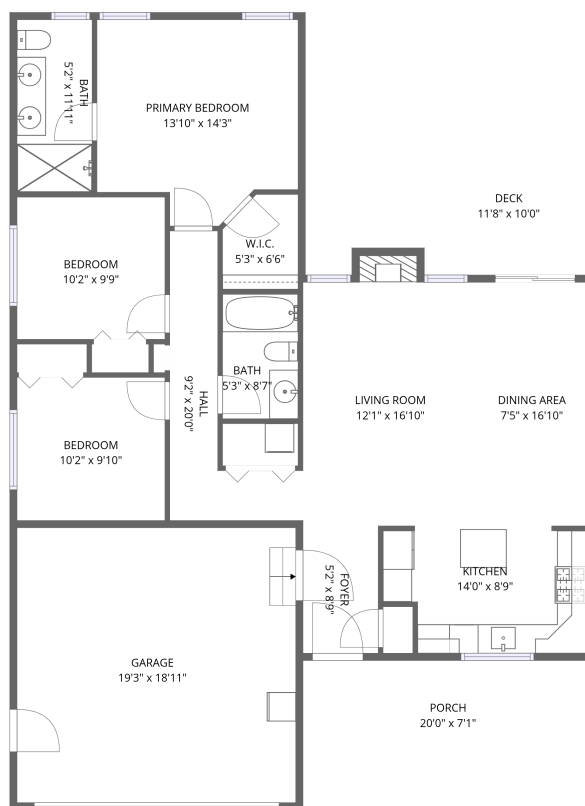 BATH
5'2" x 11'11"
PRIMARY BEDROOM
13'10" x 14'3"
DECK
11'8" x 10'0"
W.I.C.
5'3" x 6'6"
BEDROOM
10'2" x 9'9"
BATH
5'3" x 8'7"
HALL
9'2" x 20'0"
LIVING ROOM
12'1" x 16'10"
DINING AREA
7'5" x 16'10"
BEDROOM
10'2" x 9'10"
KITCHEN
14'0" x 8'9"
FOYER
5'2" x 8'9"
GARAGE
19'3" x 18'11"
PORCH
20'0" x 7'1"